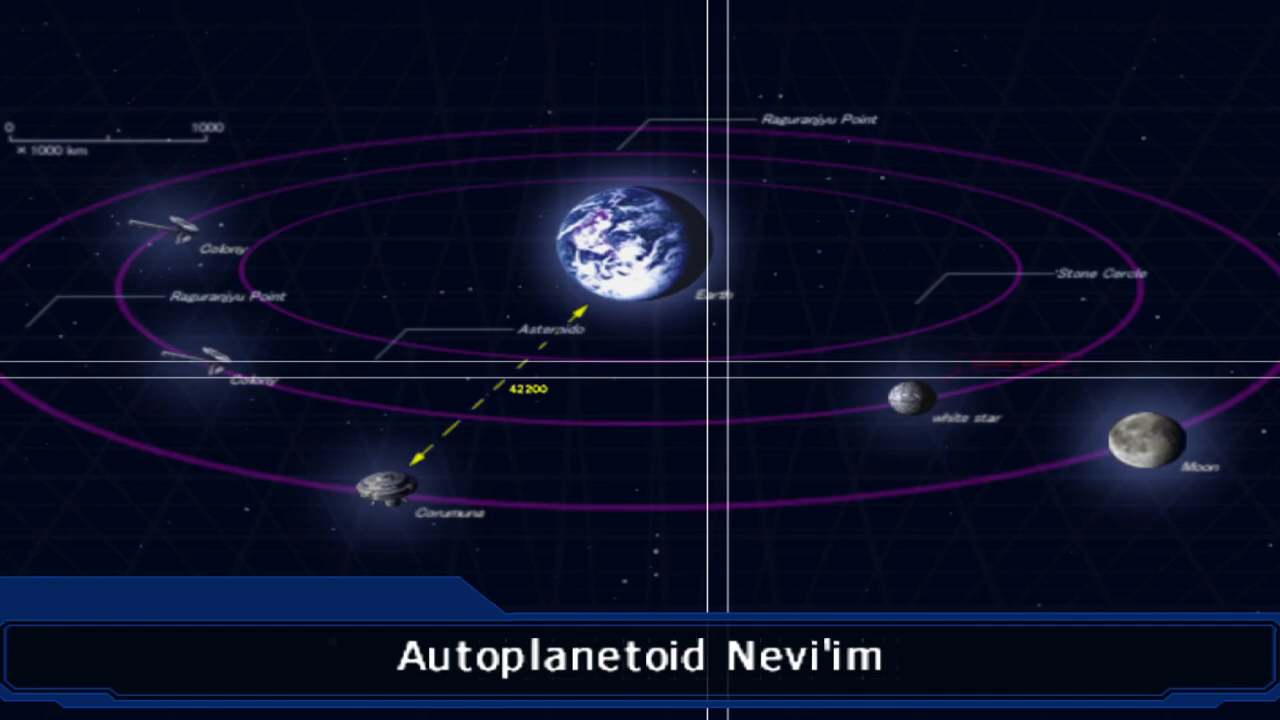 Raguranjyu Point
0 1000
× 1000 km
Colony
Stone Cercle
Earth
Raguranjyu Point
Asteroido
Colony
42200
white star
Moon
Corumuna
Autoplanetoid Nevi'im